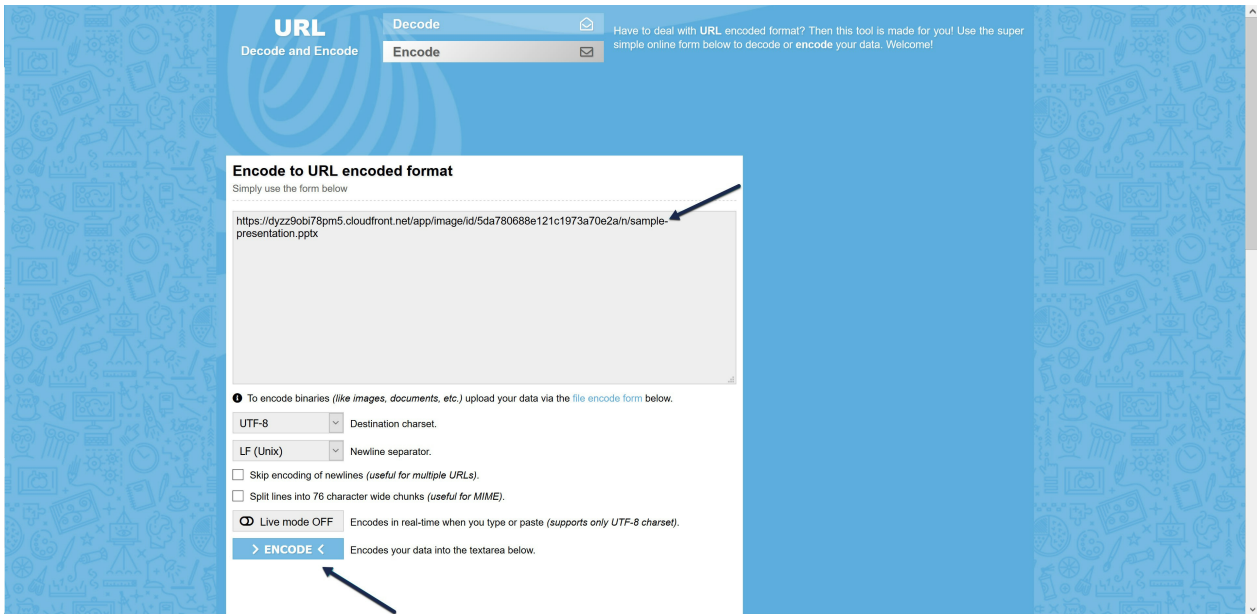 URL
Decode and Encode
Decode
Encode
Have to deal with URL encoded format? Then this tool is made for you! Use the super
simple online form below to decode or encode your data. Welcome!
Encode to URL encoded format
Simply use the form below
https://dyzz9obi78pm5.cloudfront.net/app/image/id/5da780688e121c1973a70e2a/n/sample-
presentation.pptx
To encode binaries (like images, documents, etc.) upload your data via the file encode form below.
UTF-8 Destination charset.
LF (Unix) Newline separator.
Skip encoding of newlines (useful for multiple URLs).
Split lines into 76 character wide chunks (useful for MIME).
Live mode OFF Encodes in real-time when you type or paste (supports only UTF-8 charset).
> ENCODE < Encodes your data into the textarea below.